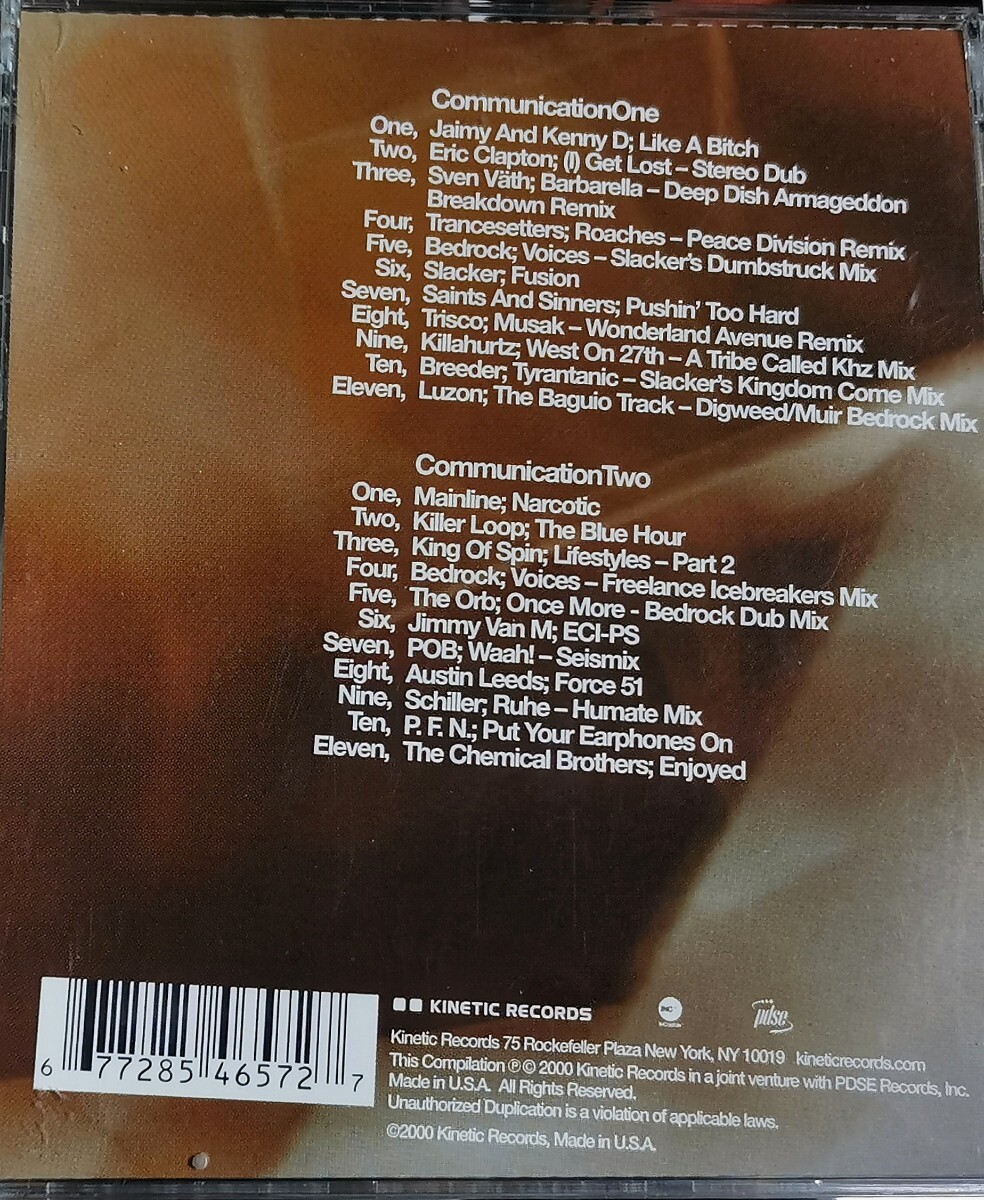 CommunicationOne
One, Jaimy And Kenny D; Like A Bitch
Two, Eric Clapton; (I) Get Lost – Stereo Dub
Three, Sven Väth; Barbarella – Deep Dish Armageddon
Breakdown Remix
Four, Trancesetters; Roaches – Peace Division Remix
Five, Bedrock; Voices – Slacker's Dumbstruck Mix
Six, Slacker; Fusion
Seven, Saints And Sinners; Pushin' Too Hard
Eight, Trisco; Musak – Wonderland Avenue Remix
Nine, Killahurtz; West On 27th – A Tribe Called Khz Mix
Ten, Breeder; Tyrantanic – Slacker's Kingdom Come Mix
Eleven, Luzon; The Baguio Track – Digweed/Muir Bedrock Mix
CommunicationTwo
One, Mainline; Narcotic
Two, Killer Loop; The Blue Hour
Three, King Of Spin; Lifestyles – Part 2
Four, Bedrock; Voices – Freelance Icebreakers Mix
Five, The Orb; Once More - Bedrock Dub Mix
Six, Jimmy Van M; ECI-PS
Seven, POB; Waah! – Seismix
Eight, Austin Leeds; Force 51
Nine, Schiller; Ruhe – Humate Mix
Ten, P. F. N.; Put Your Earphones On
Eleven, The Chemical Brothers; Enjoyed
6 77285 46572 7
KINETIC RECORDS
pdse
Kinetic Records 75 Rockefeller Plaza New York, NY 10019 kineticrecords.com
This Compilation ℗© 2000 Kinetic Records in a joint venture with PDSE Records, Inc.
Made in U.S.A. All Rights Reserved.
Unauthorized Duplication is a violation of applicable laws.
©2000 Kinetic Records, Made in U.S.A.